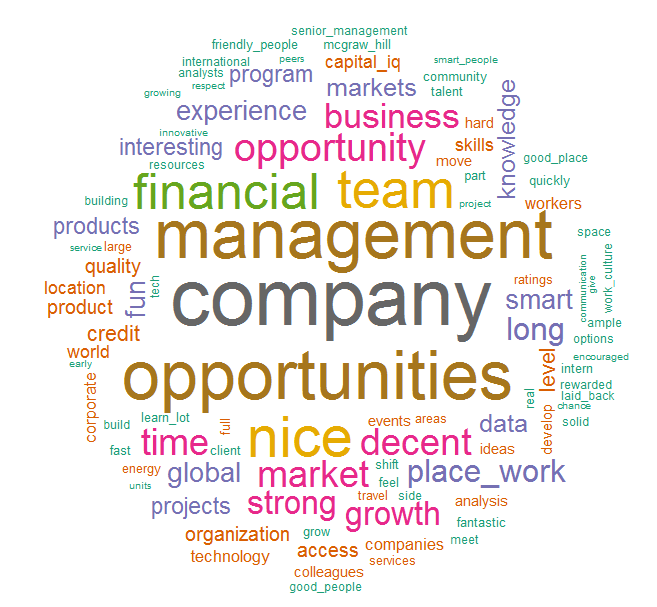 senior_management
friendly_people mcgraw_hill
international peers capital_iq smart_people
analysts respect program community
growing markets talent
experience business hard knowledge
innovative
interesting opportunity skills
resources move good_place
financial team part quickly
building project workers
products management space
service large
quality ratings communication give work_culture
location fun tech company smart
product long ample
credit options
world encouraged
early opportunities level intern
corporate real rewarded
laid_back
chance
build learn_lot full nice events areas data develop solid
time decent
fast client ideas
energy global market shift place_work
units feel
projects strong travel side analysis
growth fantastic
organization grow meet
technology access companies
services
colleagues
good_people